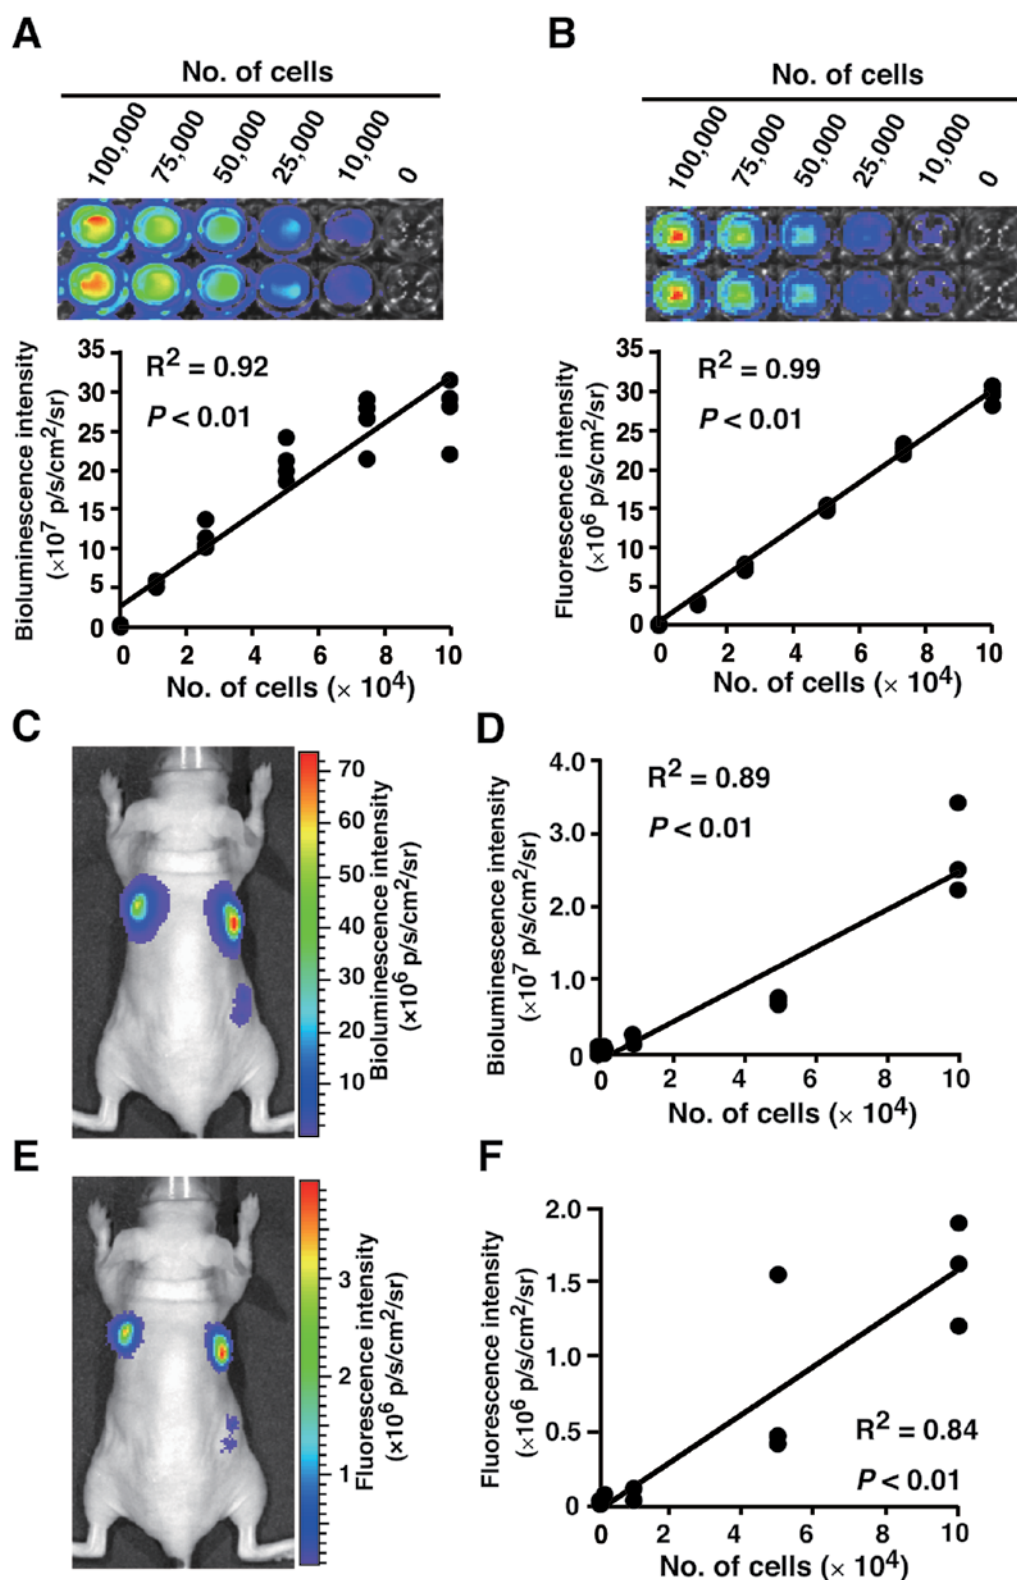 A
No. of cells
100,000
75,000
50,000
25,000
10,000
0
Bioluminescence intensity
(×10⁷ p/s/cm²/sr)
35
30
25
20
15
10
5
0
R² = 0.92
P < 0.01
0 2 4 6 8 10
No. of cells (× 10⁴)
B
No. of cells
100,000
75,000
50,000
25,000
10,000
0
Fluorescence intensity
(×10⁶ p/s/cm²/sr)
35
30
25
20
15
10
5
0
R² = 0.99
P < 0.01
0 2 4 6 8 10
No. of cells (× 10⁴)
C
70
60
50
40
30
20
10
Bioluminescence intensity
(×10⁶ p/s/cm²/sr)
D
Bioluminescence intensity
(×10⁷ p/s/cm²/sr)
4.0
3.0
2.0
1.0
0
R² = 0.89
P < 0.01
0 2 4 6 8 10
No. of cells (× 10⁴)
E
3
2
1
Fluorescence intensity
(×10⁶ p/s/cm²/sr)
F
Fluorescence intensity
(×10⁶ p/s/cm²/sr)
2.0
1.5
1.0
0.5
0
R² = 0.84
P < 0.01
0 2 4 6 8 10
No. of cells (× 10⁴)